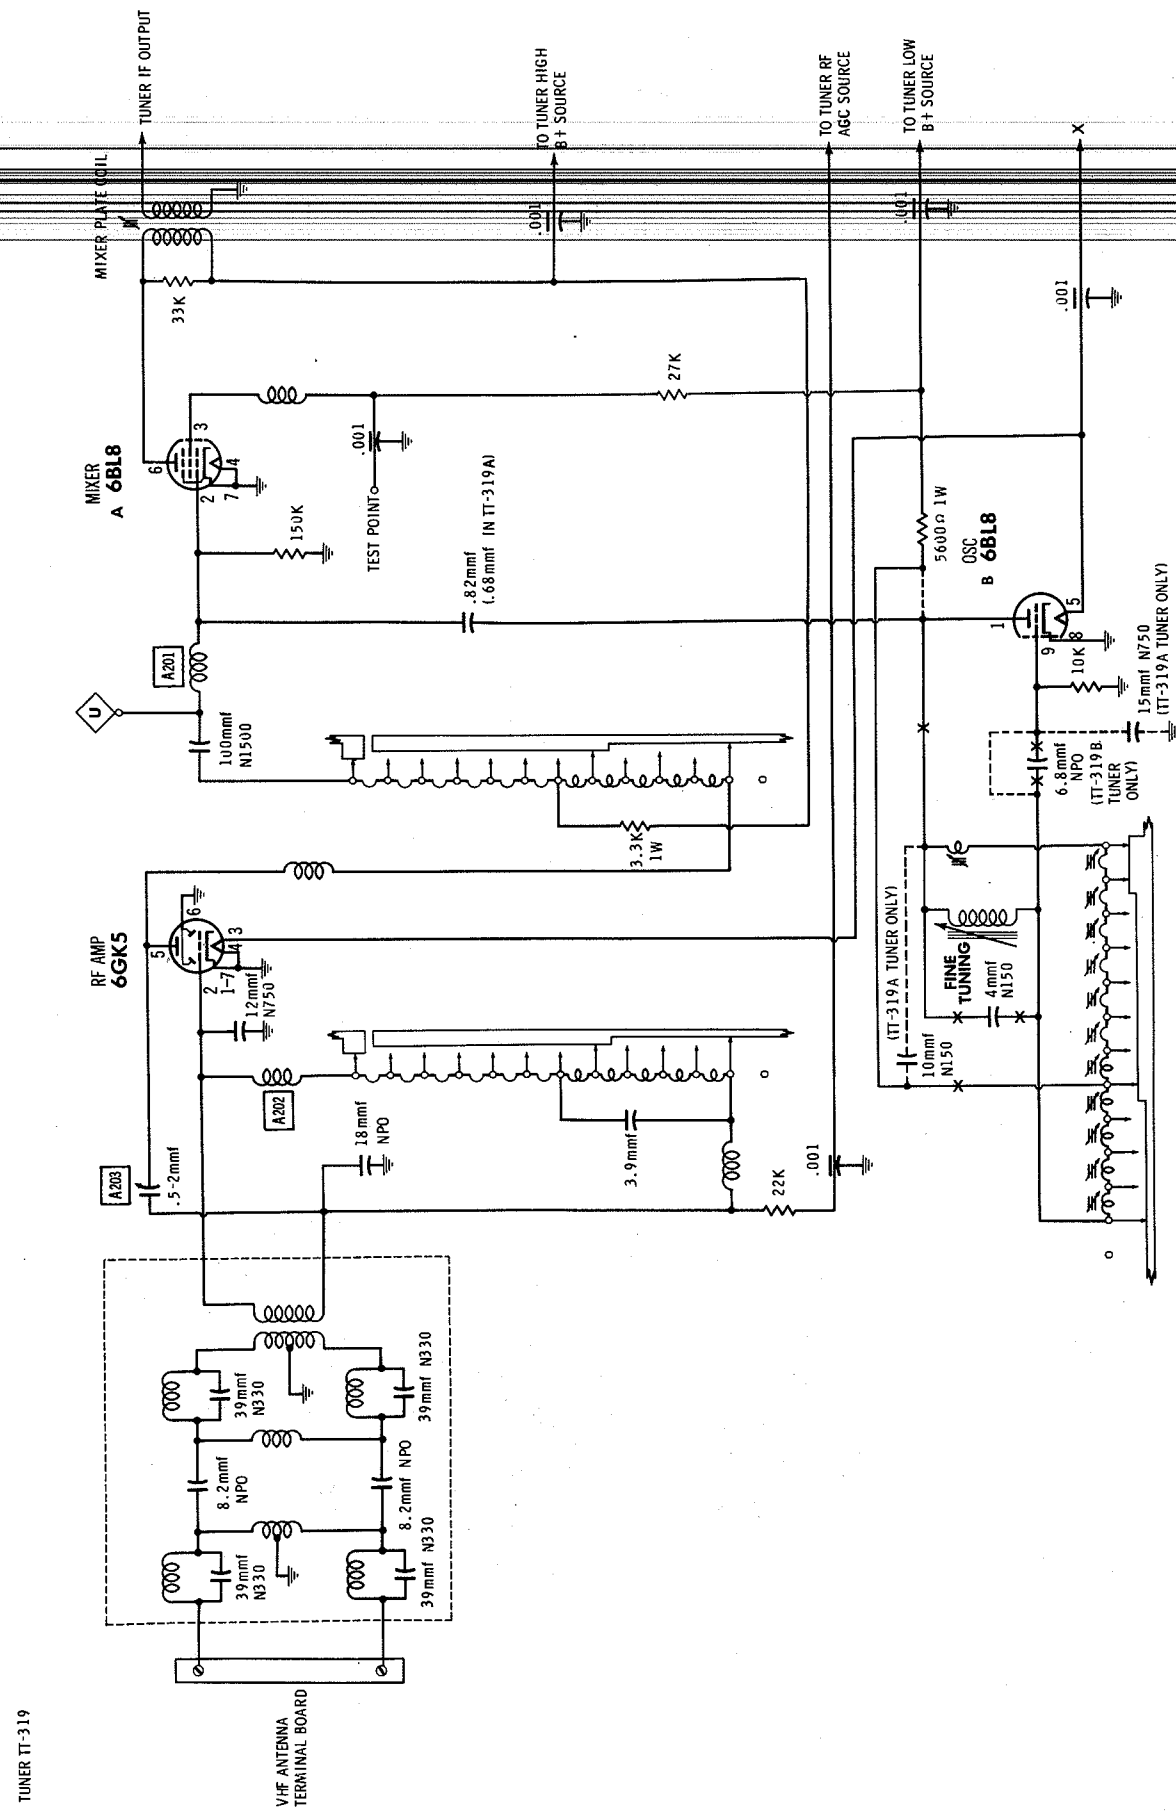 TUNER TT-319
VHF ANTENNA
TERMINAL BOARD
39mmf
N330
39mmf N330
8.2mmf
NPO
8.2mmf NPO
39mmf
N330
39mmf N330
A203
.5-2mmf
18mmf
NPO
A202
3.9mmf
22K
.001
RF AMP
6GK5
5
6
2
1-7
3
4
12mmf
N750
3.3K
1W
U
A201
100mmf
N1500
.82mmf
(.68mmf IN TT-319A)
150K
MIXER
A 6BL8
6
3
2
7
4
TEST POINT
.001
27K
33K
MIXER PLATE COIL
TUNER IF OUTPUT
.001
TO TUNER HIGH
B+ SOURCE
TO TUNER RF
AGC SOURCE
.001
TO TUNER LOW
B+ SOURCE
X
.001
5600Ω 1W
OSC
B 6BL8
1
9
8
5
10K
15mmf N750
(TT-319A TUNER ONLY)
6.8mmf
NPO
(TT-319B
TUNER
ONLY)
(TT-319A TUNER ONLY)
10mmf
N150
FINE
TUNING
4mmf
N150